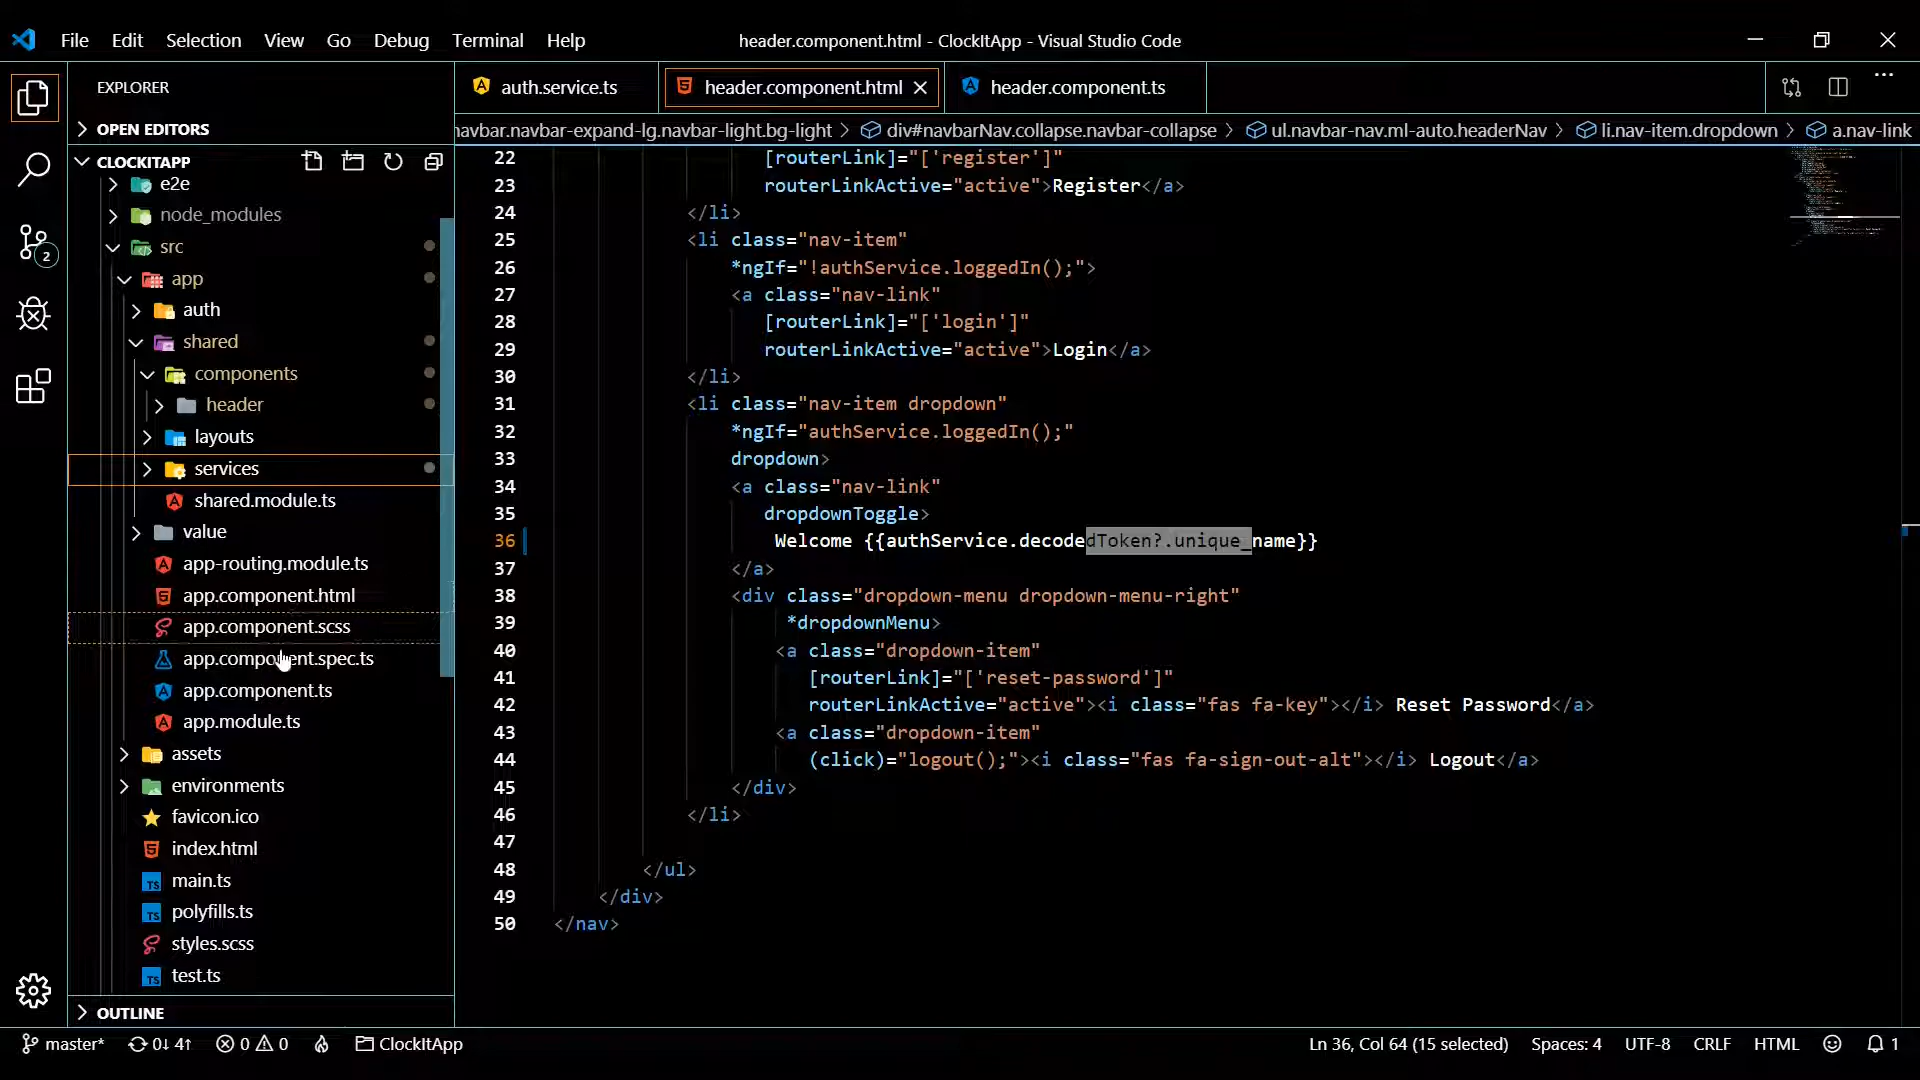 File Edit Selection View Go Debug Terminal Help
header.component.html - ClockItApp - Visual Studio Code
EXPLORER
OPEN EDITORS
CLOCKITAPP
e2e
node_modules
src
app
auth
shared
components
header
layouts
services
shared.module.ts
value
app-routing.module.ts
app.component.html
app.component.scss
app.component.spec.ts
app.component.ts
app.module.ts
assets
environments
favicon.ico
index.html
main.ts
polyfills.ts
styles.scss
test.ts
OUTLINE
2
auth.service.ts header.component.html header.component.ts
navbar.navbar-expand-lg.navbar-light.bg-light div#navbarNav.collapse.navbar-collapse ul.navbar-nav.ml-auto.headerNav li.nav-item.dropdown a.nav-link
22 [routerLink]="['register']"
23 routerLinkActive="active">Register</a>
24 </li>
25 <li class="nav-item"
26 *ngIf="!authService.loggedIn();">
27 <a class="nav-link"
28 [routerLink]="['login']"
29 routerLinkActive="active">Login</a>
30 </li>
31 <li class="nav-item dropdown"
32 *ngIf="authService.loggedIn();"
33 dropdown>
34 <a class="nav-link"
35 dropdownToggle>
36 Welcome {{authService.decodedToken?.unique_name}}
37 </a>
38 <div class="dropdown-menu dropdown-menu-right"
39 *dropdownMenu>
40 <a class="dropdown-item"
41 [routerLink]="['reset-password']"
42 routerLinkActive="active"><i class="fas fa-key"></i> Reset Password</a>
43 <a class="dropdown-item"
44 (click)="logout();"><i class="fas fa-sign-out-alt"></i> Logout</a>
45 </div>
46 </li>
47
48 </ul>
49 </div>
50 </nav>
master* 0↓ 4↑ 0 0 ClockItApp
Ln 36, Col 64 (15 selected) Spaces: 4 UTF-8 CRLF HTML 1